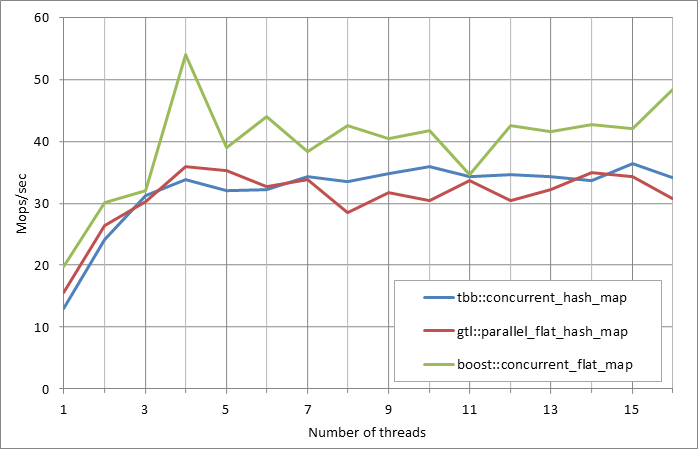 60
50
40
30
20
10
0
Mops/sec
1 3 5 7 9 11 13 15
Number of threads
tbb::concurrent_hash_map
gtl::parallel_flat_hash_map
boost::concurrent_flat_map